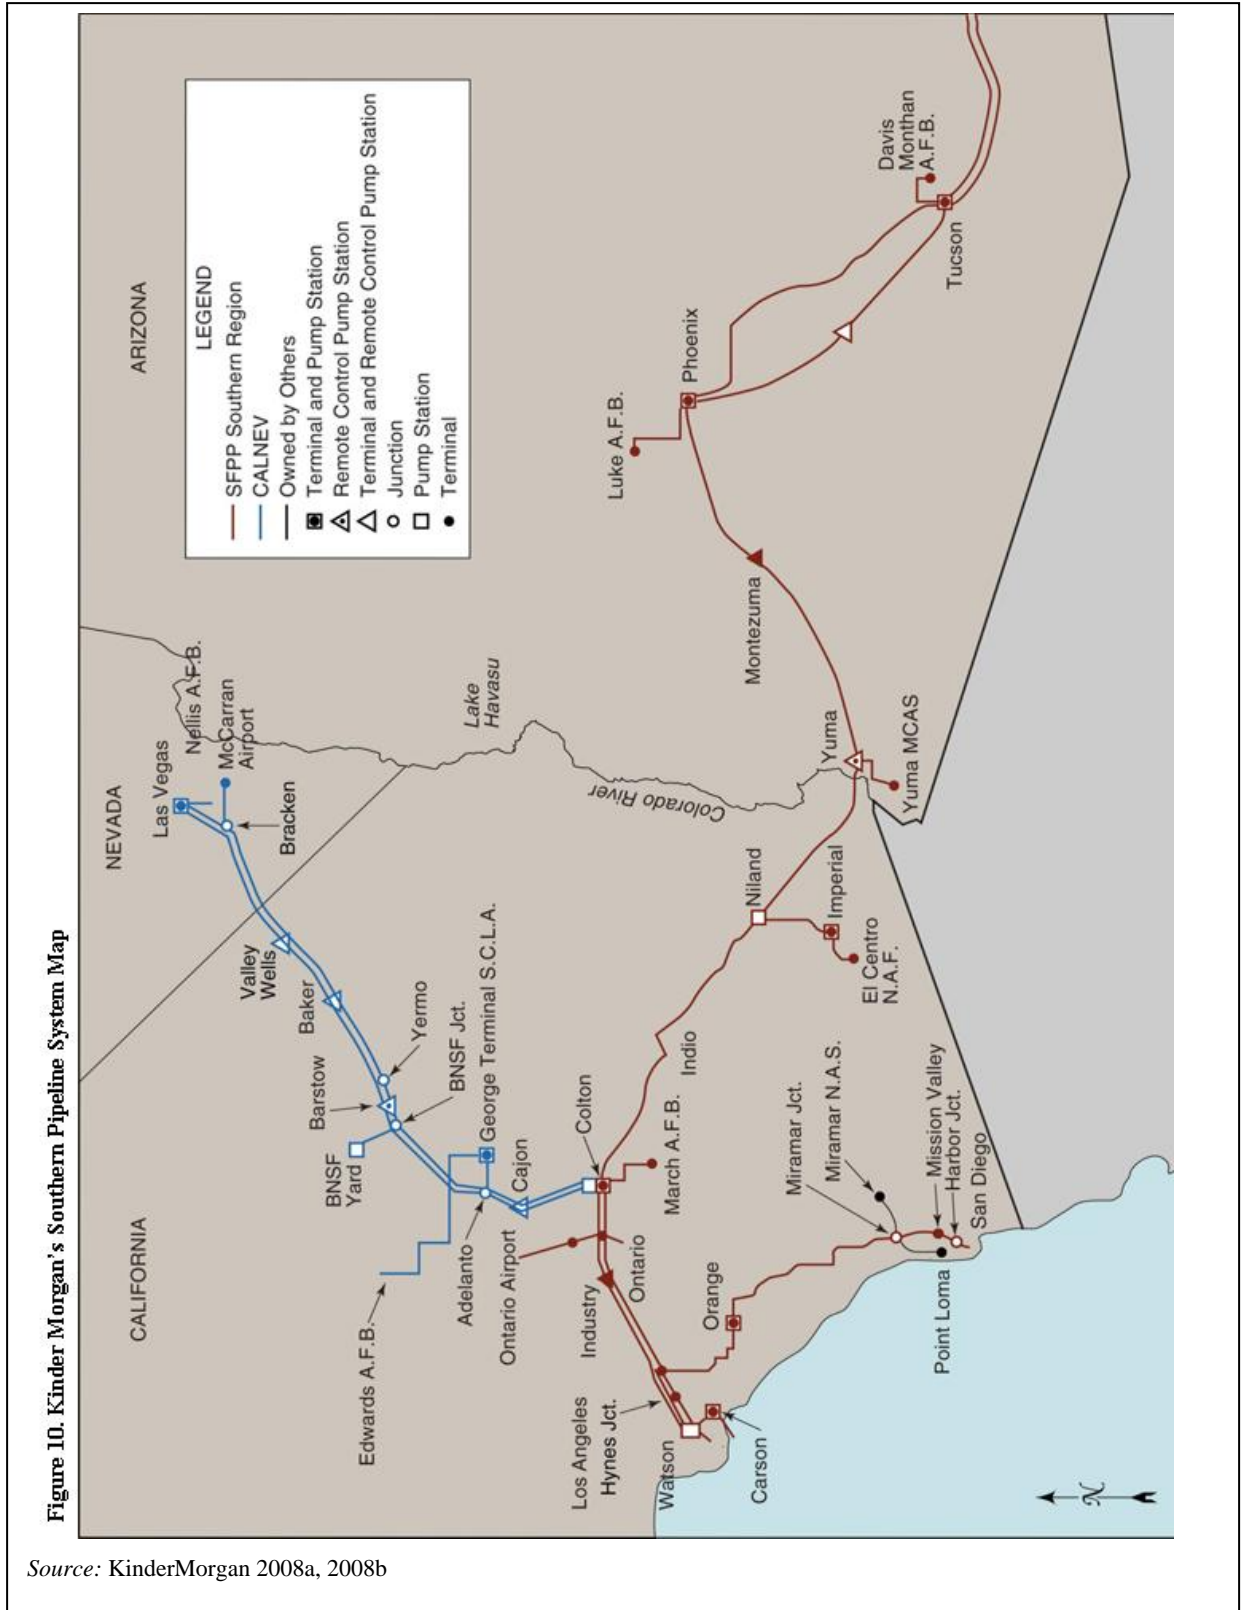 Figure 10. Kinder Morgan's Southern Pipeline System Map
CALIFORNIA
NEVADA
ARIZONA
LEGEND
SFPP Southern Region
CALNEV
Owned by Others
Terminal and Pump Station
Remote Control Pump Station
Terminal and Remote Control Pump Station
Junction
Pump Station
Terminal
Las Vegas
Nellis A.F.B.
McCarran
Airport
Bracken
Valley
Wells
Baker
Barstow
Yermo
BNSF Jct.
BNSF
Yard
George Terminal S.C.L.A.
Edwards A.F.B.
Adelanto
Cajon
Colton
Ontario Airport
Ontario
Industry
March A.F.B.
Los Angeles
Hynes Jct.
Watson
Carson
Orange
Indio
Miramar Jct.
Miramar N.A.S.
Mission Valley
Harbor Jct.
San Diego
Point Loma
Niland
Imperial
El Centro
N.A.F.
Lake
Havasu
Colorado River
Yuma
Yuma MCAS
Montezuma
Luke A.F.B.
Phoenix
Davis
Monthan
A.F.B.
Tucson
N
Source: KinderMorgan 2008a, 2008b